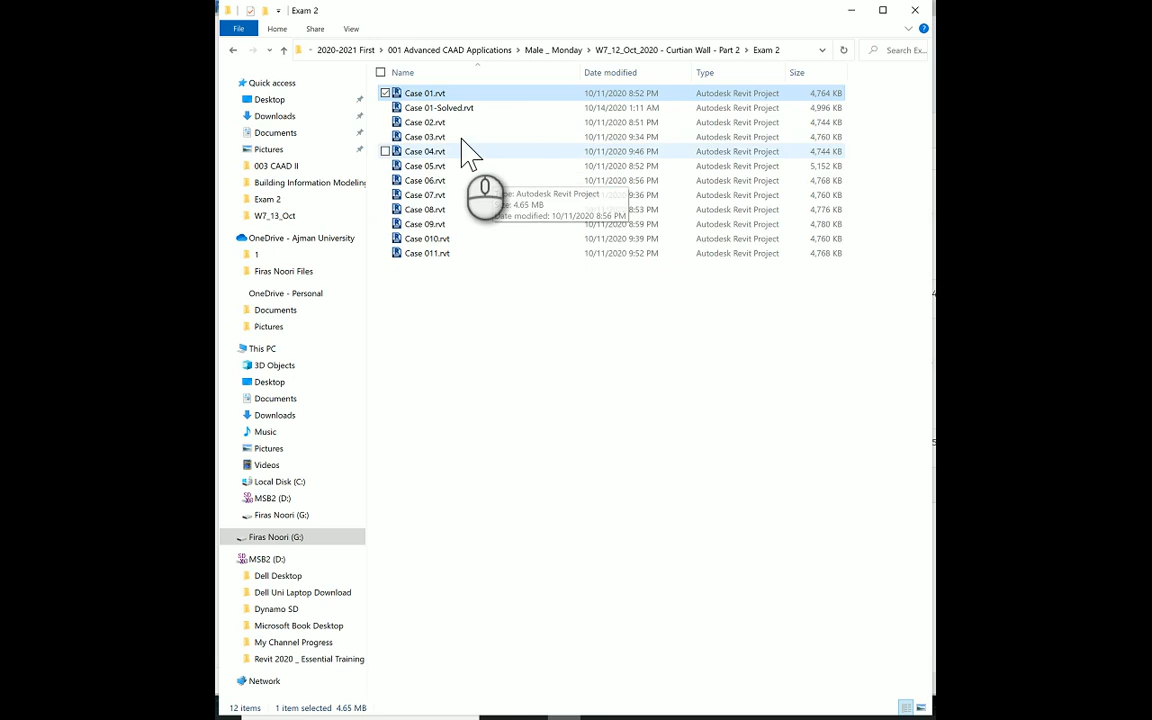 Exam 2
File Home Share View
2020-2021 First > 001 Advanced CAAD Applications > Male _ Monday > W7_12_Oct_2020 - Curtian Wall - Part 2 > Exam 2
Search Ex...
Name Date modified Type Size
Case 01.rvt 10/11/2020 8:52 PM Autodesk Revit Project 4,764 KB
Case 01-Solved.rvt 10/14/2020 1:11 AM Autodesk Revit Project 4,996 KB
Case 02.rvt 10/11/2020 8:51 PM Autodesk Revit Project 4,744 KB
Case 03.rvt 10/11/2020 9:34 PM Autodesk Revit Project 4,760 KB
Case 04.rvt 10/11/2020 9:46 PM Autodesk Revit Project 4,744 KB
Case 05.rvt 10/11/2020 8:52 PM Autodesk Revit Project 5,152 KB
Case 06.rvt 10/11/2020 8:56 PM Autodesk Revit Project 4,768 KB
Case 07.rvt 9:36 PM Autodesk Revit Project 4,760 KB
Case 08.rvt 8:53 PM Autodesk Revit Project 4,776 KB
Case 09.rvt 10/11/2020 8:59 PM Autodesk Revit Project 4,780 KB
Case 010.rvt 10/11/2020 9:39 PM Autodesk Revit Project 4,760 KB
Case 011.rvt 10/11/2020 9:52 PM Autodesk Revit Project 4,768 KB
Type: Autodesk Revit Project
Size: 4.65 MB
Date modified: 10/11/2020 8:56 PM
Quick access
Desktop
Downloads
Documents
Pictures
003 CAAD II
Building Information Modeling
Exam 2
W7_13_Oct
OneDrive - Ajman University
1
Firas Noori Files
OneDrive - Personal
Documents
Pictures
This PC
3D Objects
Desktop
Documents
Downloads
Music
Pictures
Videos
Local Disk (C:)
MSB2 (D:)
Firas Noori (G:)
Firas Noori (G:)
MSB2 (D:)
Dell Desktop
Dell Uni Laptop Download
Dynamo SD
Microsoft Book Desktop
My Channel Progress
Revit 2020 _ Essential Training
Network
12 items 1 item selected 4.65 MB